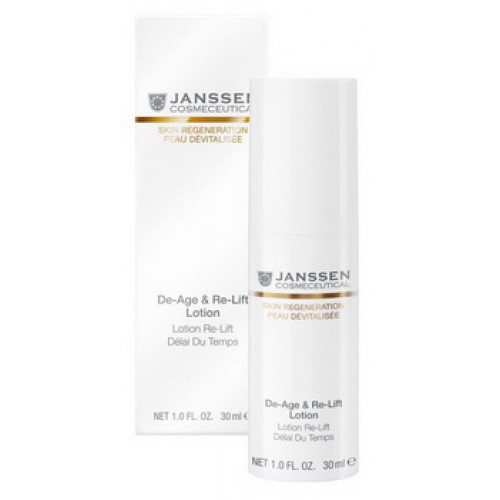 JANSSEN
COSMECEUTICAL
SKIN REGENERATION
PEAU DÉVITALISÉE
De-Age & Re-Lift
Lotion
Lotion Re-Lift
Délai Du Temps
NET 1.0 FL. OZ. 30 ml ℮
JANSSEN
COSMECEUTICAL
SKIN REGENERATION
PEAU DÉVITALISÉE
De-Age & Re-Lift
Lotion
Lotion Re-Lift
Délai Du Temps
NET 1.0 FL. OZ. 30 ml ℮